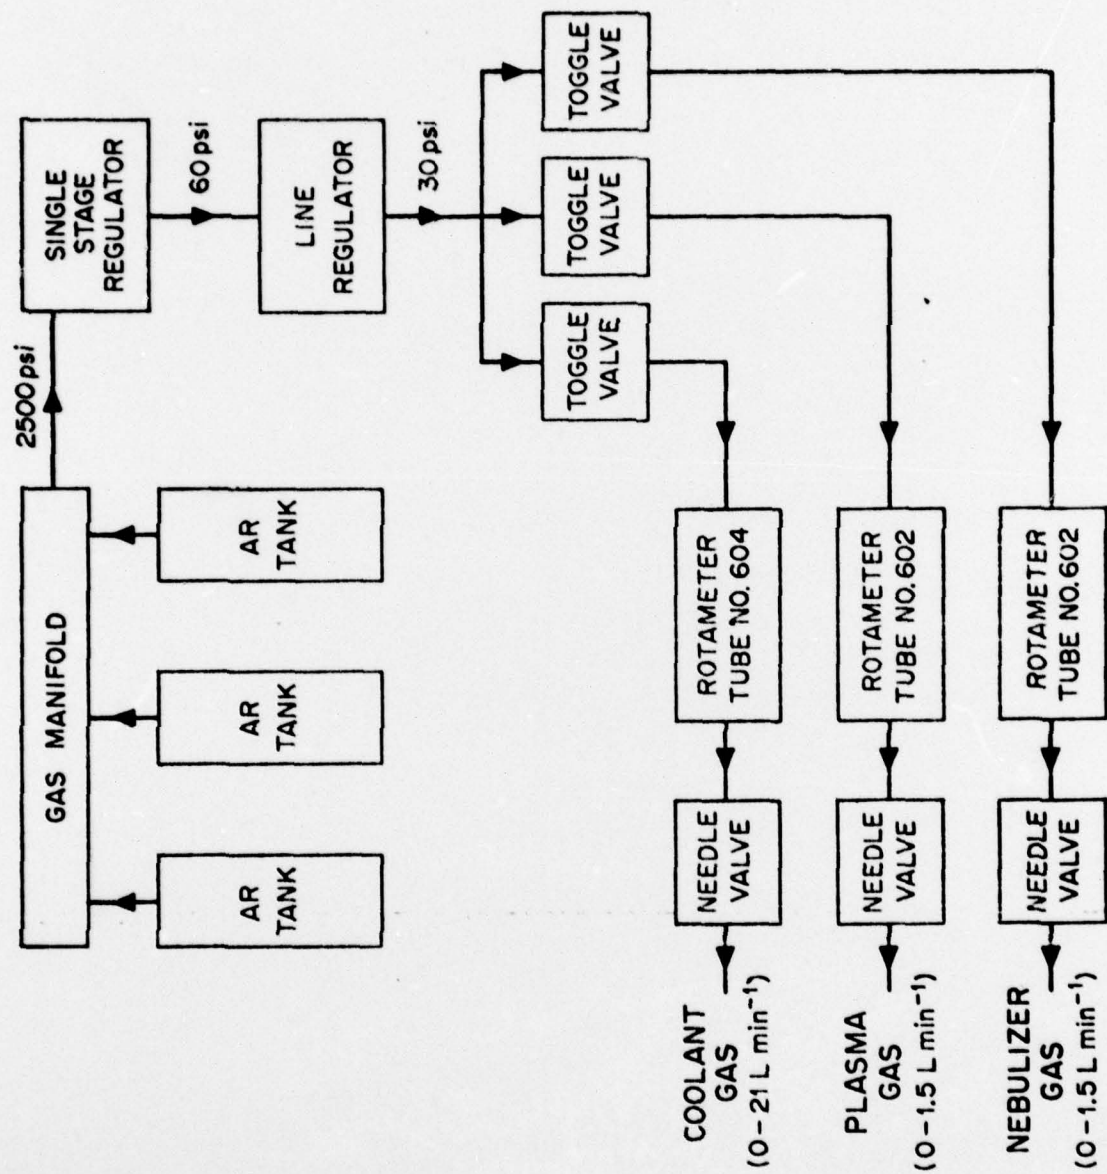 GAS MANIFOLD
AR
TANK
AR
TANK
AR
TANK
2500 psi
SINGLE
STAGE
REGULATOR
60 psi
LINE
REGULATOR
30 psi
TOGGLE
VALVE
TOGGLE
VALVE
TOGGLE
VALVE
ROTAMETER
TUBE NO. 604
NEEDLE
VALVE
COOLANT
GAS
(0-21 L min⁻¹)
ROTAMETER
TUBE NO. 602
NEEDLE
VALVE
PLASMA
GAS
(0-1.5 L min⁻¹)
ROTAMETER
TUBE NO. 602
NEEDLE
VALVE
NEBULIZER
GAS
(0-1.5 L min⁻¹)